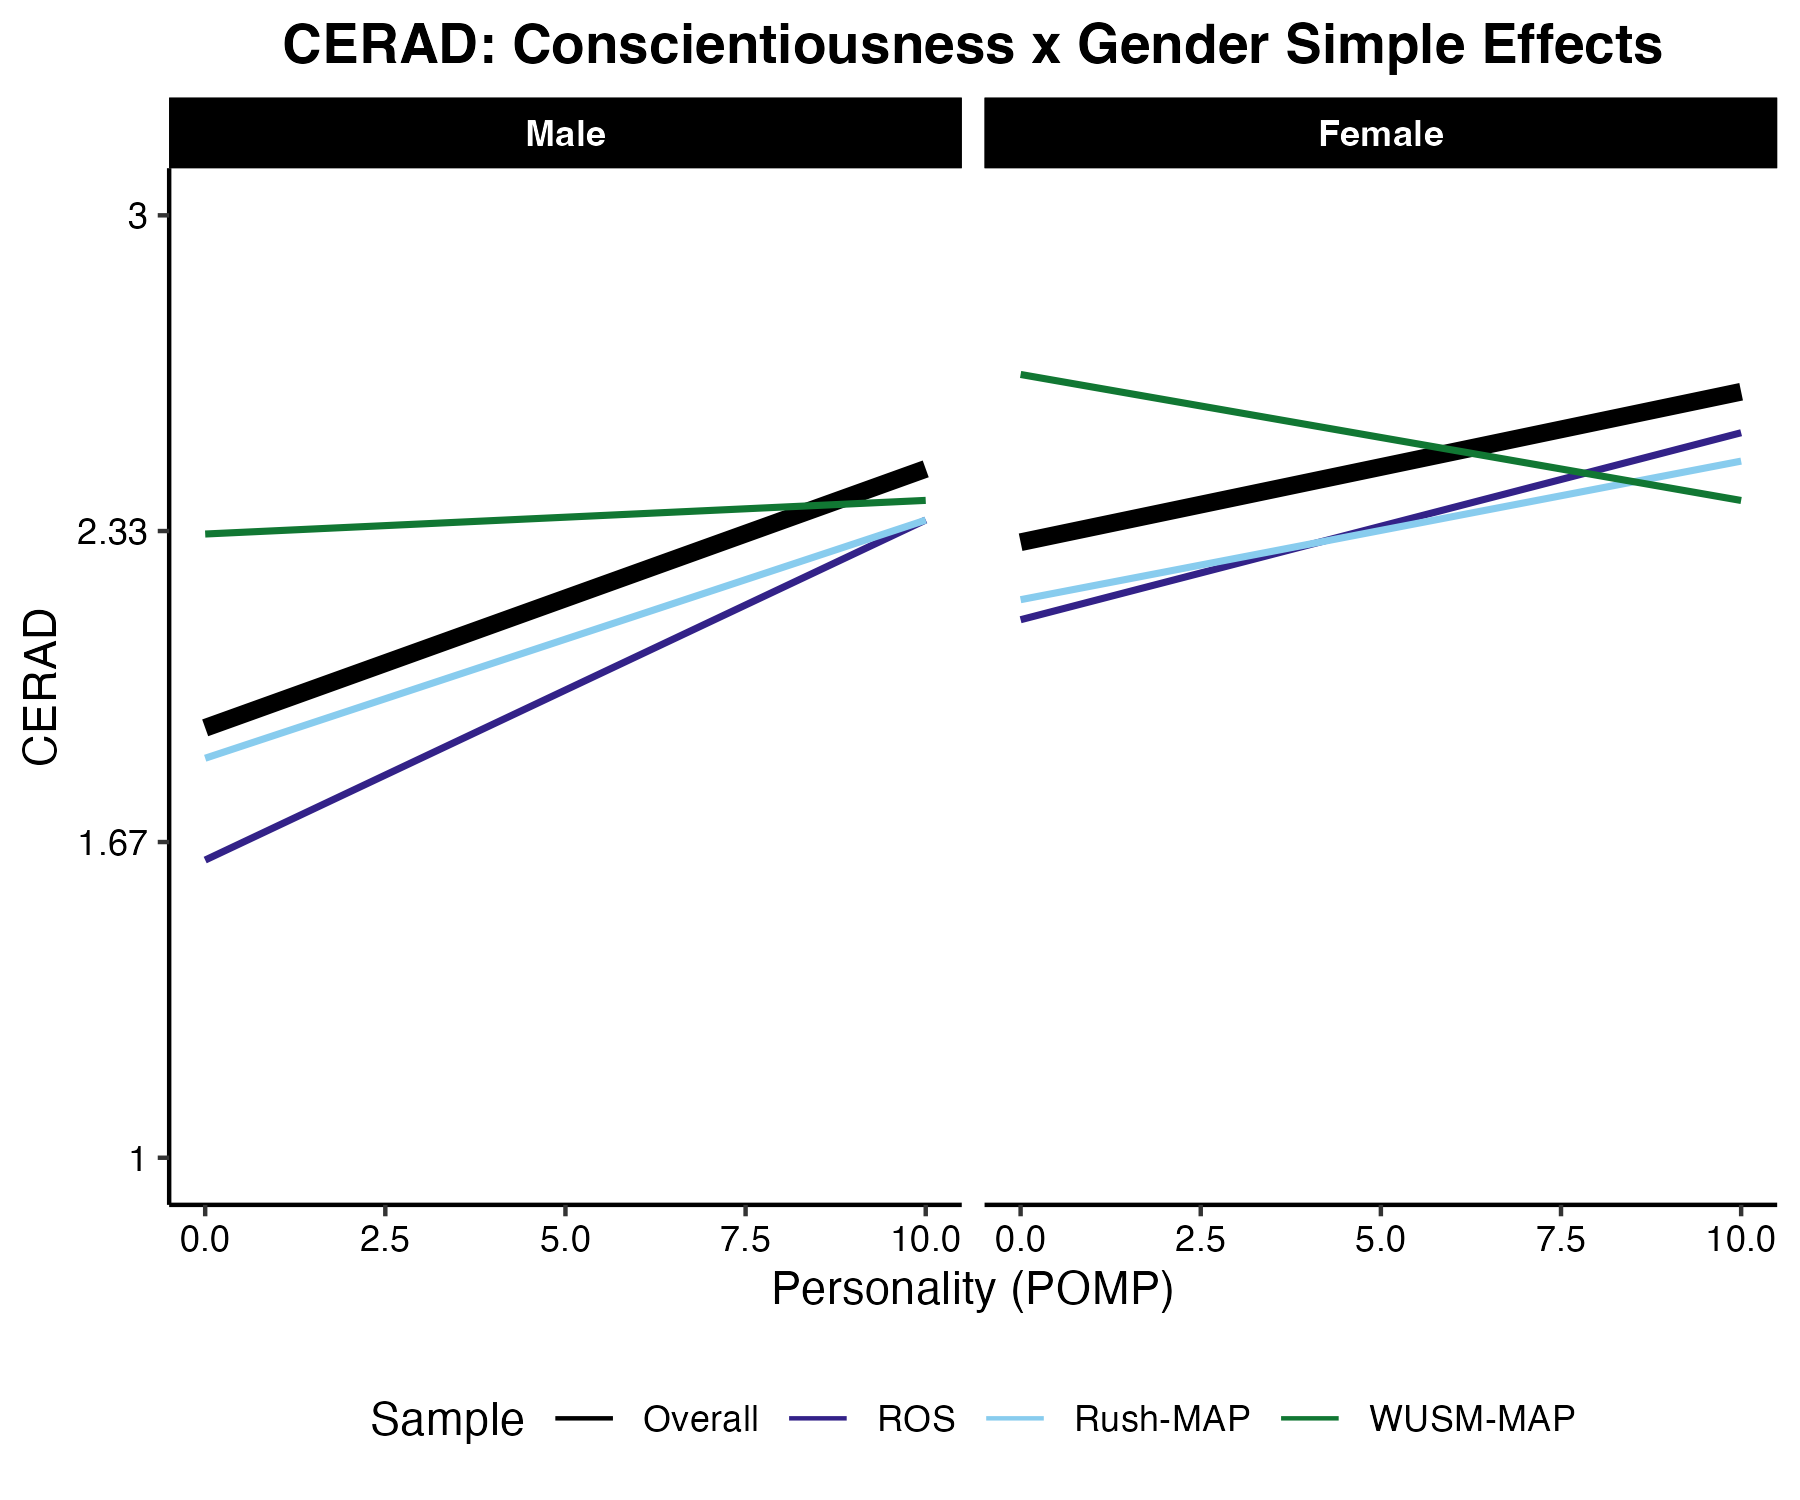 CERAD: Conscientiousness x Gender Simple Effects
Male Female
3
2.33
1.67
1
CERAD
0.0 2.5 5.0 7.5 10.0 0.0 2.5 5.0 7.5 10.0
Personality (POMP)
Sample Overall ROS Rush-MAP WUSM-MAP